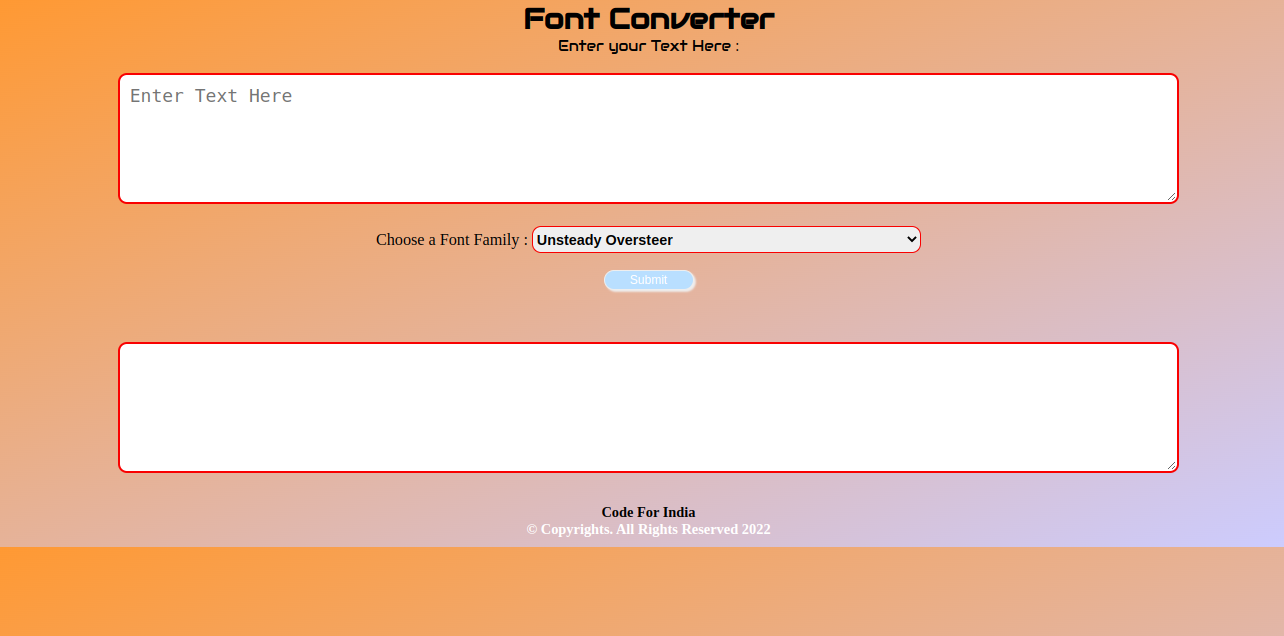 Font Converter
Enter your Text Here :
Enter Text Here
Choose a Font Family : Unsteady Oversteer
Submit
Code For India
© Copyrights. All Rights Reserved 2022